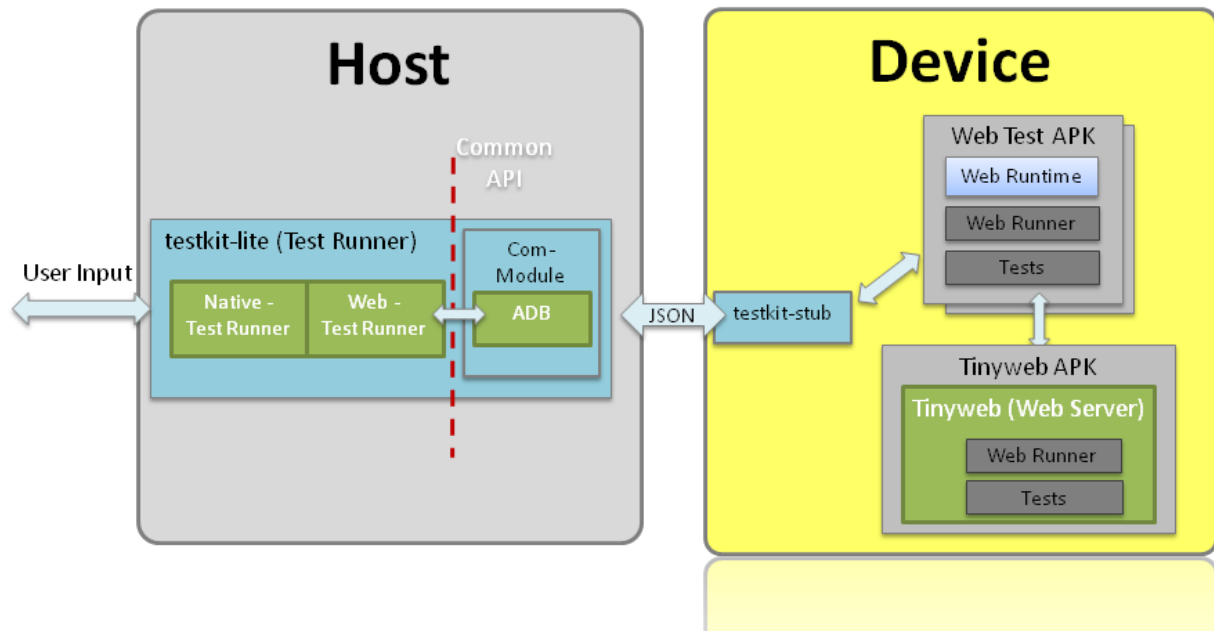 Host
Common
API
testkit-lite (Test Runner)
User Input
Native -
Test Runner
Web -
Test Runner
Com-
Module
ADB
JSON
Device
Web Test APK
Web Runtime
Web Runner
Tests
testkit-stub
Tinyweb APK
Tinyweb (Web Server)
Web Runner
Tests